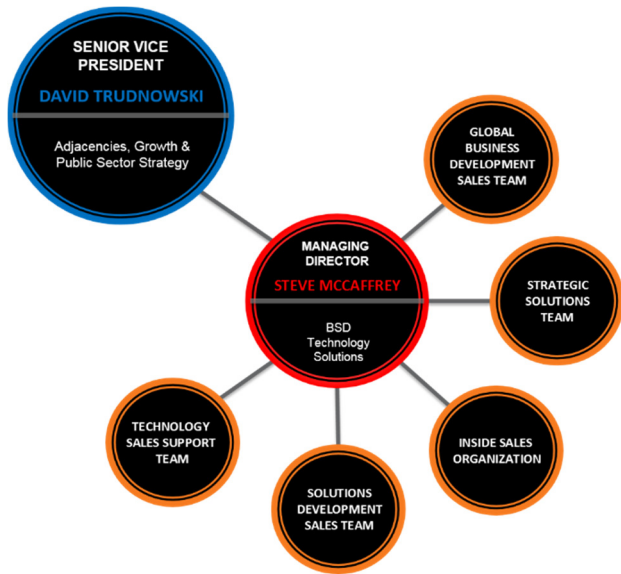 SENIOR VICE
PRESIDENT
DAVID TRUDNOWSKI
Adjacencies, Growth &
Public Sector Strategy
GLOBAL
BUSINESS
DEVELOPMENT
SALES TEAM
MANAGING
DIRECTOR
STEVE MCCAFFREY
BSD
Technology
Solutions
STRATEGIC
SOLUTIONS
TEAM
TECHNOLOGY
SALES SUPPORT
TEAM
INSIDE SALES
ORGANIZATION
SOLUTIONS
DEVELOPMENT
SALES TEAM